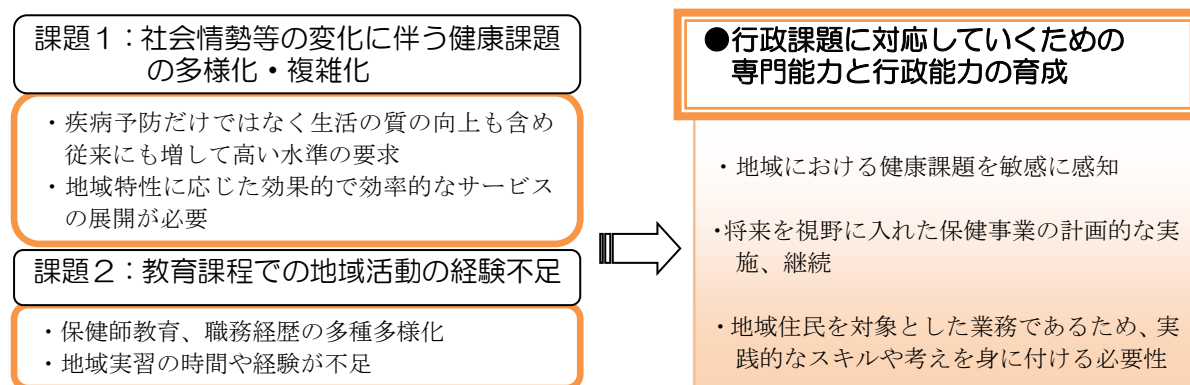 課題１：社会情勢等の変化に伴う健康課題
の多様化・複雑化
・疾病予防だけではなく生活の質の向上も含め
従来にも増して高い水準の要求
・地域特性に応じた効果的で効率的なサービス
の展開が必要
課題２：教育課程での地域活動の経験不足
・保健師教育、職務経歴の多種多様化
・地域実習の時間や経験が不足
●行政課題に対応していくための
専門能力と行政能力の育成
・地域における健康課題を敏感に感知
・将来を視野に入れた保健事業の計画的な実
施、継続
・地域住民を対象とした業務であるため、実
践的なスキルや考えを身に付ける必要性